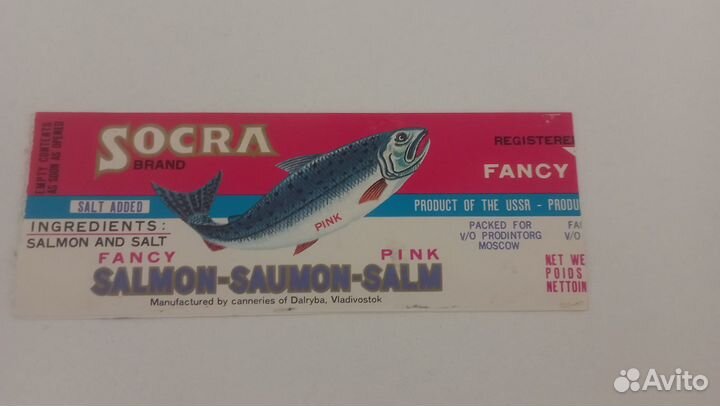 EMPTY CONTENTS
AS SOON AS OPENED
SOCRA
BRAND
REGISTERE
FANCY
SALT ADDED
PINK
PRODUCT OF THE USSR - PRODU
INGREDIENTS:
SALMON AND SALT
PACKED FOR
V/O PRODINTORG
MOSCOW
FA
V/O
FANCY PINK
SALMON-SAUMON-SALM
NET WE
POIDS
NETTOIN
Manufactured by canneries of Dalryba, Vladivostok
Avito